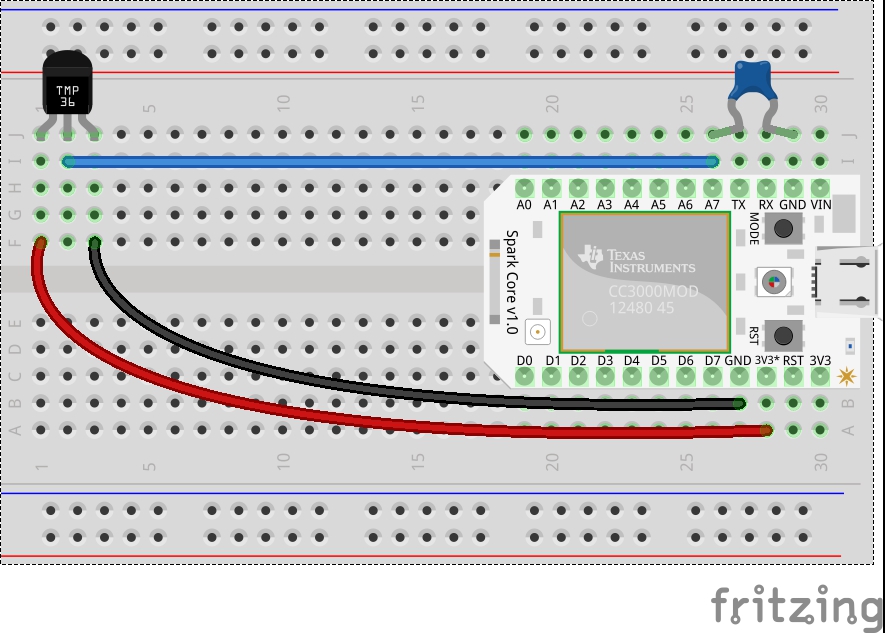 TMP
36
1 5 10 15 20 25 30
J J
I I
H
G
F
A0 A1 A2 A3 A4 A5 A6 A7 TX RX GND VIN
MODE
Spark Core v1.0
TEXAS
INSTRUMENTS
CC3000MOD
12480 45
RST
E
D
C
D0 D1 D2 D3 D4 D5 D6 D7 GND 3V3* RST 3V3
B B
A A
1 5 10 15 20 25 30
fritzing